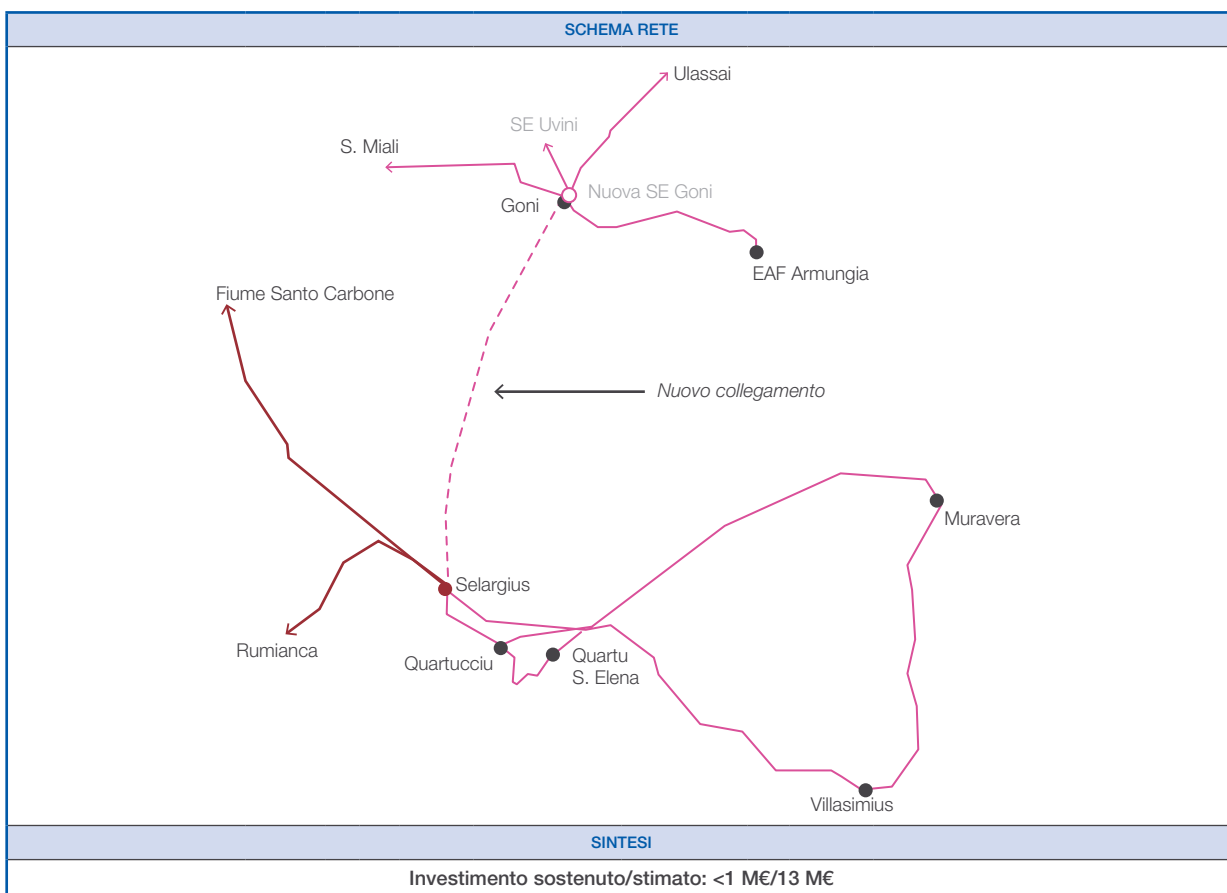 SCHEMA RETE
Ulassai
SE Uvini
S. Miali
Nuova SE Goni
Goni
EAF Armungia
Fiume Santo Carbone
Nuovo collegamento
Muravera
Selargius
Rumianca
Quartucciu
Quartu
S. Elena
Villasimius
SINTESI
Investimento sostenuto/stimato: <1 M€/13 M€